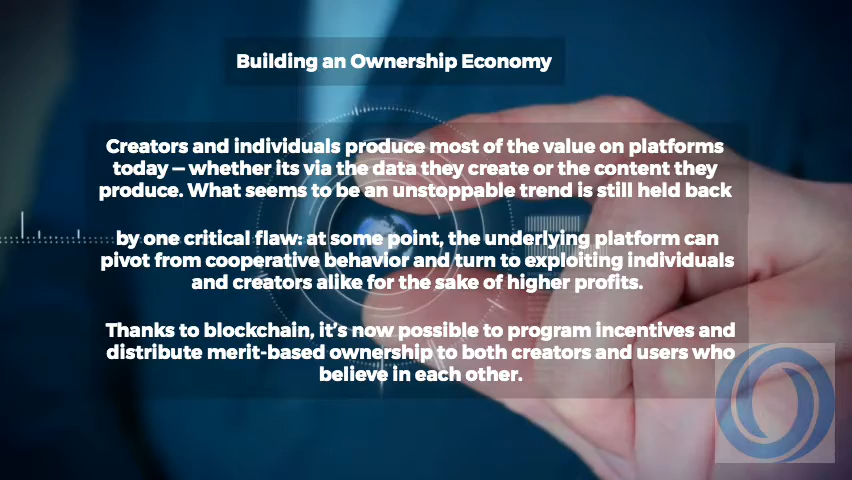 Building an Ownership Economy
Creators and individuals produce most of the value on platforms
today — whether its via the data they create or the content they
produce. What seems to be an unstoppable trend is still held back
by one critical flaw: at some point, the underlying platform can
pivot from cooperative behavior and turn to exploiting individuals
and creators alike for the sake of higher profits.
Thanks to blockchain, it's now possible to program incentives and
distribute merit-based ownership to both creators and users who
believe in each other.